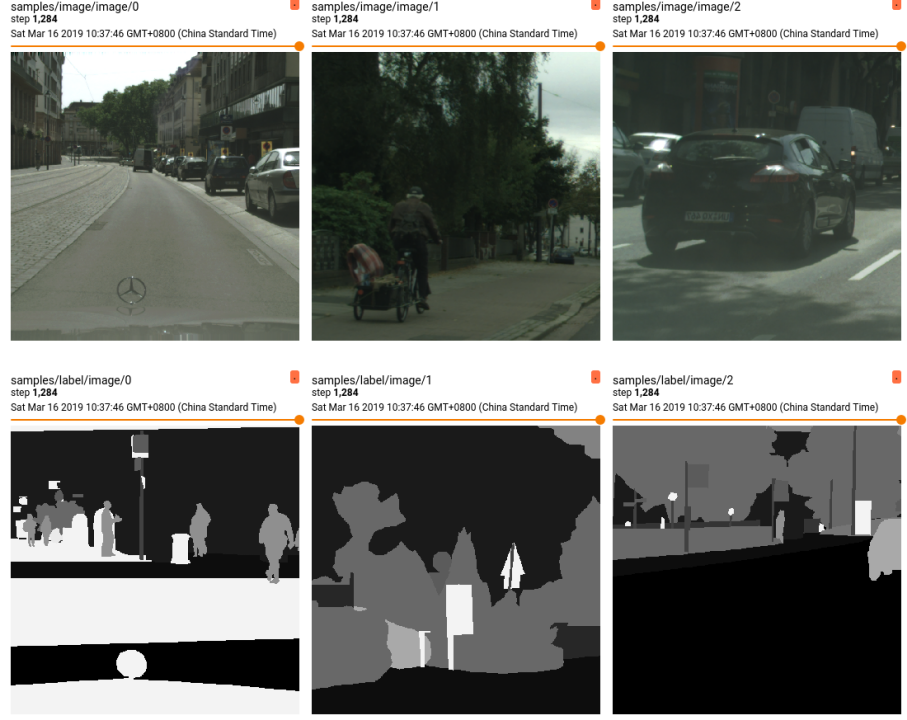 samples/image/image/0
step 1,284
Sat Mar 16 2019 10:37:46 GMT+0800 (China Standard Time)
samples/image/image/1
step 1,284
Sat Mar 16 2019 10:37:46 GMT+0800 (China Standard Time)
samples/image/image/2
step 1,284
Sat Mar 16 2019 10:37:46 GMT+0800 (China Standard Time)
samples/label/image/0
step 1,284
Sat Mar 16 2019 10:37:46 GMT+0800 (China Standard Time)
samples/label/image/1
step 1,284
Sat Mar 16 2019 10:37:46 GMT+0800 (China Standard Time)
samples/label/image/2
step 1,284
Sat Mar 16 2019 10:37:46 GMT+0800 (China Standard Time)